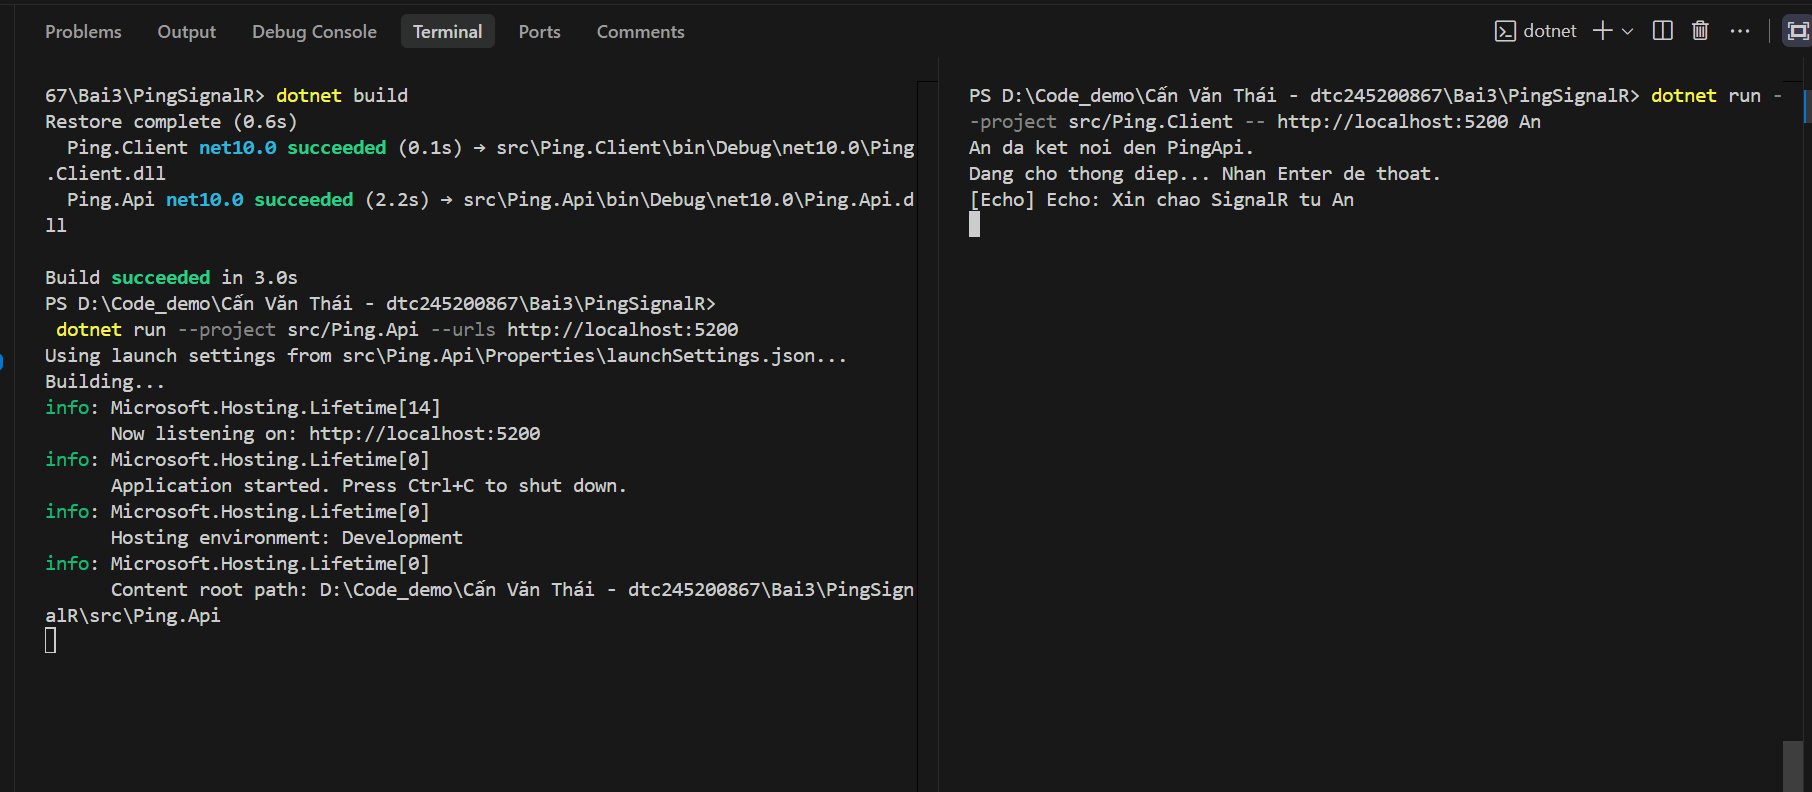 Problems Output Debug Console Terminal Ports Comments dotnet
67\Bai3\PingSignalR> dotnet build
Restore complete (0.6s)
Ping.Client net10.0 succeeded (0.1s) → src\Ping.Client\bin\Debug\net10.0\Ping
.Client.dll
Ping.Api net10.0 succeeded (2.2s) → src\Ping.Api\bin\Debug\net10.0\Ping.Api.d
ll
Build succeeded in 3.0s
PS D:\Code_demo\Cấn Văn Thái - dtc245200867\Bai3\PingSignalR>
dotnet run --project src/Ping.Api --urls http://localhost:5200
Using launch settings from src\Ping.Api\Properties\launchSettings.json...
Building...
info: Microsoft.Hosting.Lifetime[14]
Now listening on: http://localhost:5200
info: Microsoft.Hosting.Lifetime[0]
Application started. Press Ctrl+C to shut down.
info: Microsoft.Hosting.Lifetime[0]
Hosting environment: Development
info: Microsoft.Hosting.Lifetime[0]
Content root path: D:\Code_demo\Cấn Văn Thái - dtc245200867\Bai3\PingSign
alR\src\Ping.Api
PS D:\Code_demo\Cấn Văn Thái - dtc245200867\Bai3\PingSignalR> dotnet run -
-project src/Ping.Client -- http://localhost:5200 An
An da ket noi den PingApi.
Dang cho thong diep... Nhan Enter de thoat.
[Echo] Echo: Xin chao SignalR tu An